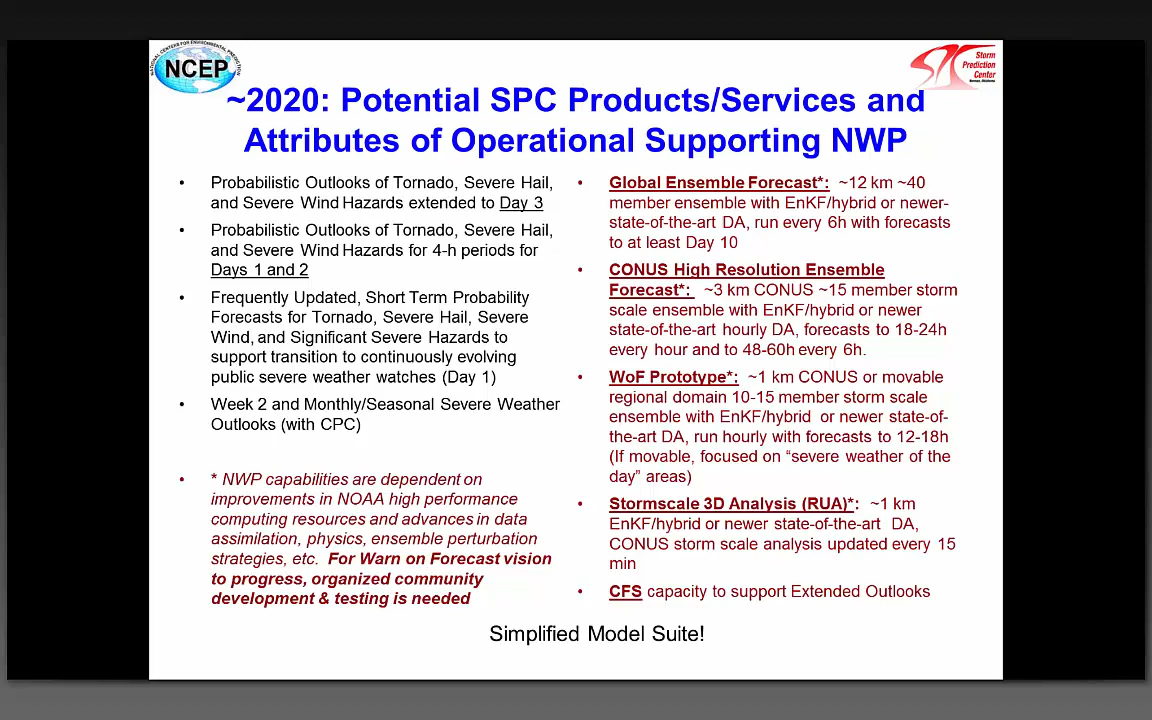 NATIONAL CENTERS FOR ENVIRONMENTAL PREDICTION
NCEP
Storm
Prediction
Center
Norman, Oklahoma
~2020: Potential SPC Products/Services and
Attributes of Operational Supporting NWP
• Probabilistic Outlooks of Tornado, Severe Hail,
and Severe Wind Hazards extended to Day 3
• Probabilistic Outlooks of Tornado, Severe Hail,
and Severe Wind Hazards for 4-h periods for
Days 1 and 2
• Frequently Updated, Short Term Probability
Forecasts for Tornado, Severe Hail, Severe
Wind, and Significant Severe Hazards to
support transition to continuously evolving
public severe weather watches (Day 1)
• Week 2 and Monthly/Seasonal Severe Weather
Outlooks (with CPC)
• * NWP capabilities are dependent on
improvements in NOAA high performance
computing resources and advances in data
assimilation, physics, ensemble perturbation
strategies, etc. For Warn on Forecast vision
to progress, organized community
development & testing is needed
• Global Ensemble Forecast*: ~12 km ~40
member ensemble with EnKF/hybrid or newer-
state-of-the-art DA, run every 6h with forecasts
to at least Day 10
• CONUS High Resolution Ensemble
Forecast*: ~3 km CONUS ~15 member storm
scale ensemble with EnKF/hybrid or newer
state-of-the-art hourly DA, forecasts to 18-24h
every hour and to 48-60h every 6h.
• WoF Prototype*: ~1 km CONUS or movable
regional domain 10-15 member storm scale
ensemble with EnKF/hybrid or newer state-of-
the-art DA, run hourly with forecasts to 12-18h
(If movable, focused on “severe weather of the
day” areas)
• Stormscale 3D Analysis (RUA)*: ~1 km
EnKF/hybrid or newer state-of-the-art DA,
CONUS storm scale analysis updated every 15
min
• CFS capacity to support Extended Outlooks
Simplified Model Suite!